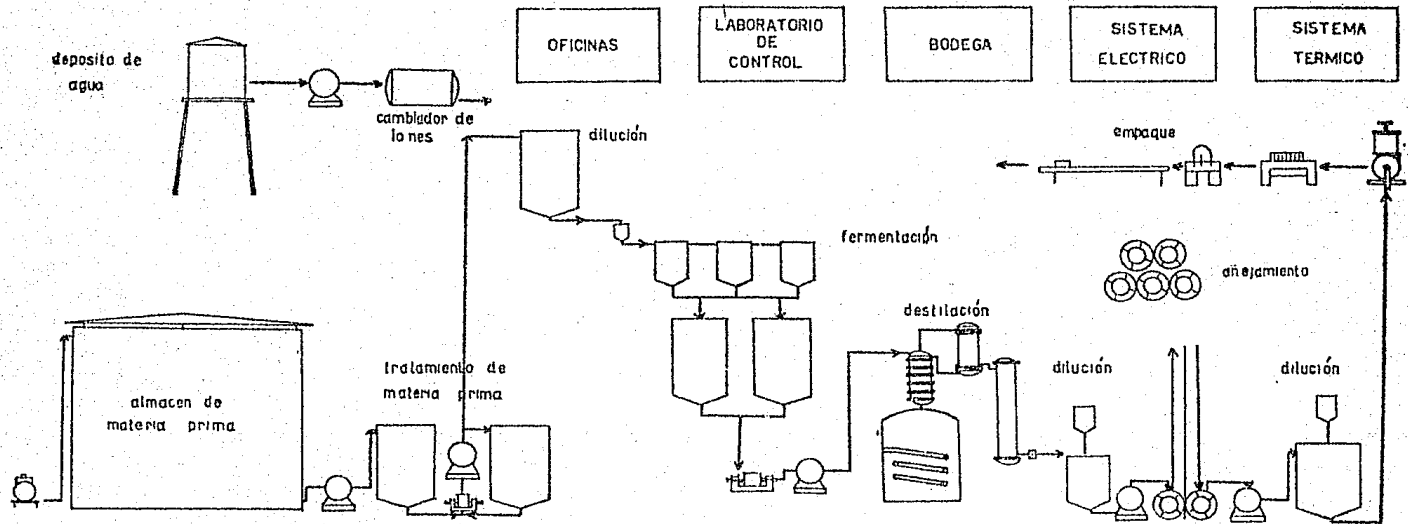 OFICINAS
LABORATORIO
DE
CONTROL
BODEGA
SISTEMA
ELECTRICO
SISTEMA
TERMICO
deposito de
agua
cambiador de
iones
dilución
empaque
fermentación
añejamiento
destilación
dilución
dilución
tratamiento de
materia prima
almacen de
materia prima